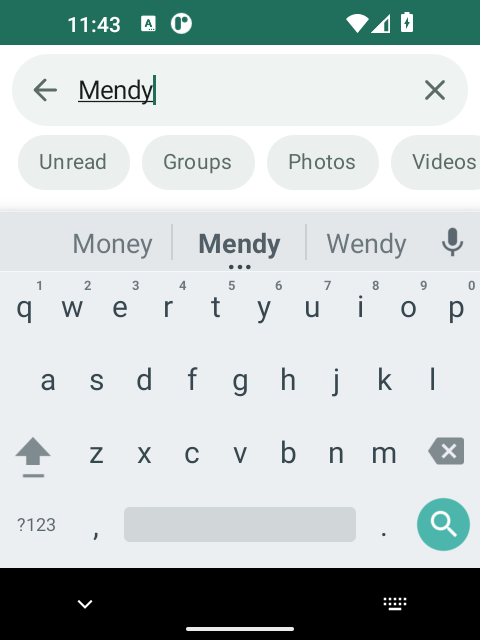 11:43
Mendy
Unread Groups Photos Videos
Money Mendy Wendy
1 2 3 4 5 6 7 8 9 0
q w e r t y u i o p
a s d f g h j k l
z x c v b n m
?123 , .